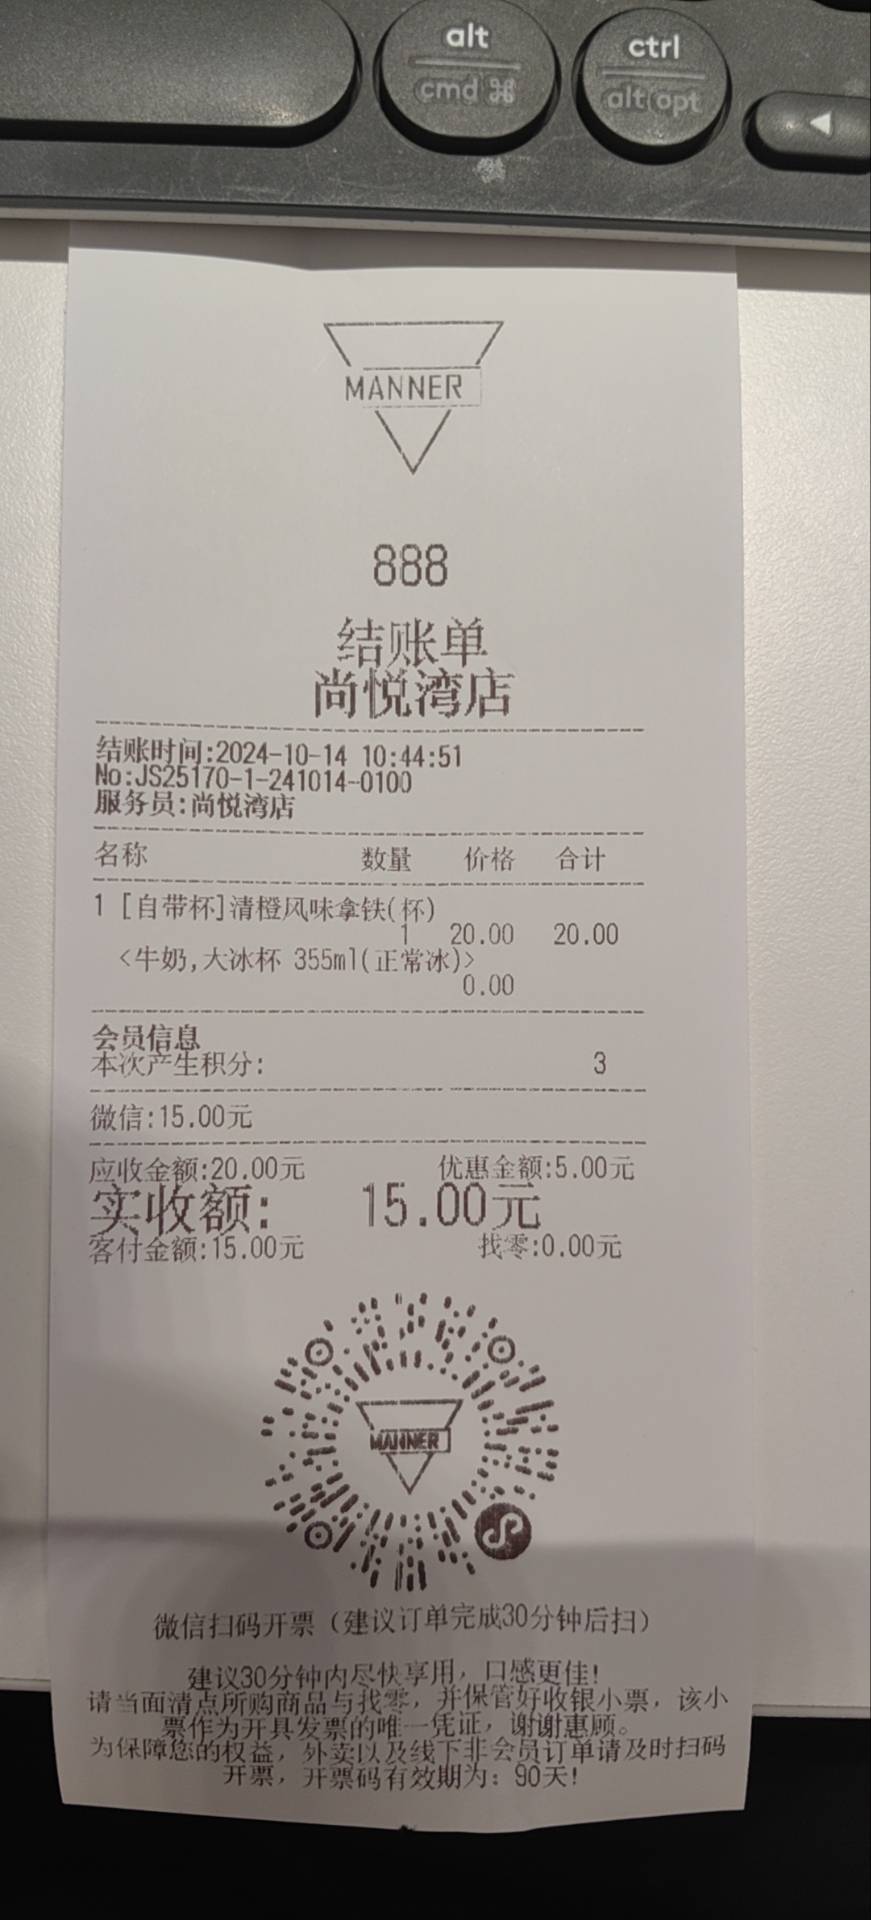 alt
cmd ⌘
ctrl
alt opt
◀
MANNER
888
结账单
尚悦湾店
结账时间:2024-10-14 10:44:51
No:JS25170-1-241014-0100
服务员:尚悦湾店
名称 数量 价格 合计
1 [自带杯]清橙风味拿铁(杯)
1 20.00 20.00
<牛奶,大冰杯 355ml(正常冰)>
0.00
会员信息
本次产生积分: 3
微信:15.00元
应收金额:20.00元 优惠金额:5.00元
实收额: 15.00元
客付金额:15.00元 找零:0.00元
MANNER
微信扫码开票（建议订单完成30分钟后扫）
建议30分钟内尽快享用，口感更佳!
请当面清点所购商品与找零，并保管好收银小票，该小
票作为开具发票的唯一凭证，谢谢惠顾。
为保障您的权益，外卖以及线下非会员订单请及时扫码
开票，开票码有效期为：90天!